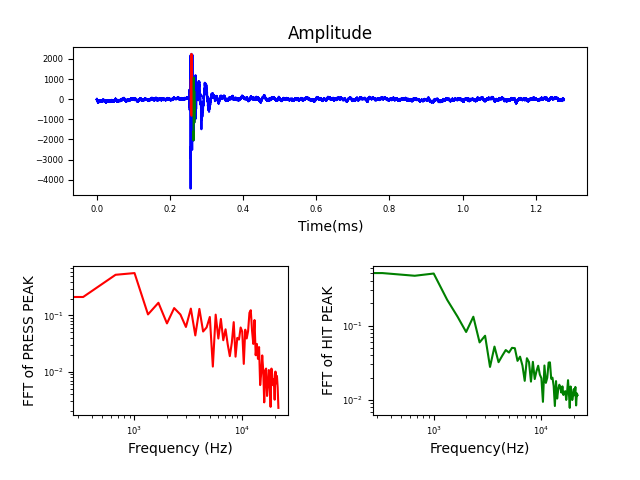 Amplitude
2000
1000
0
−1000
−2000
−3000
−4000
0.0 0.2 0.4 0.6 0.8 1.0 1.2
Time(ms)
FFT of PRESS PEAK
10⁻¹
10⁻²
10³ 10⁴
Frequency (Hz)
FFT of HIT PEAK
10⁻¹
10⁻²
10³ 10⁴
Frequency(Hz)